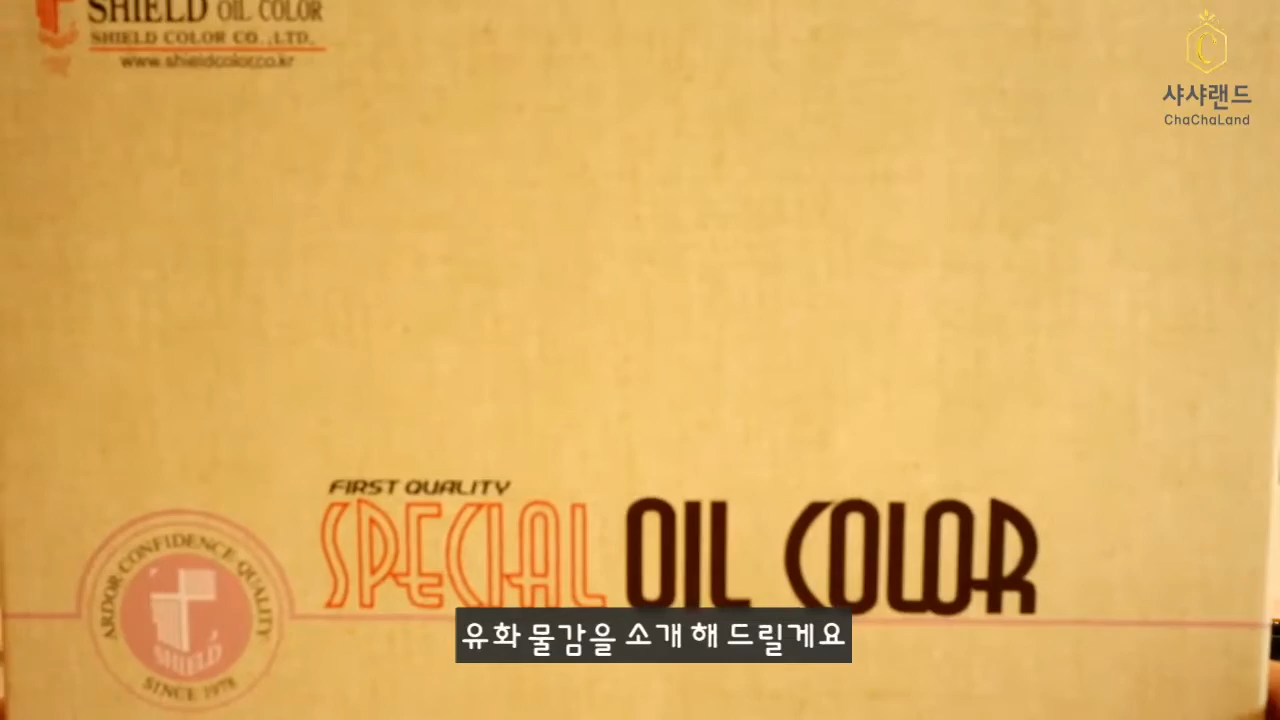 SHIELD OIL COLOR
SHIELD COLOR CO.,LTD.
www.shieldcolor.co.kr
샤샤랜드
ChaChaLand
FIRST QUALITY
SPECIAL OIL COLOR
ARDOR CONFIDENCE QUALITY
SHIELD
SINCE 1978
유화 물감을 소개 해 드릴게요